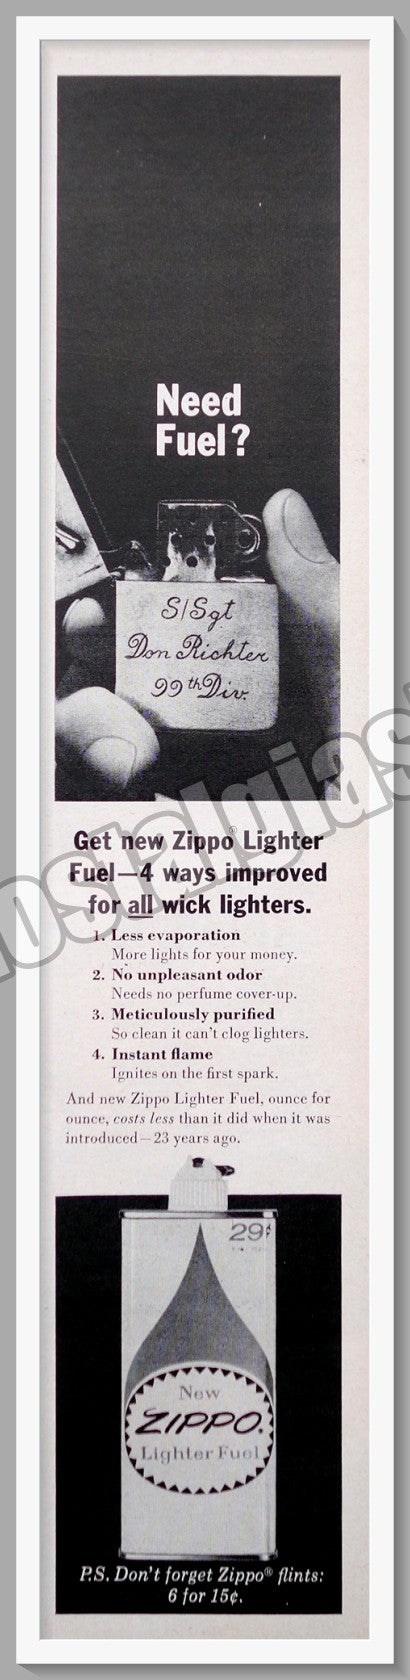 Need
Fuel?
S/Sgt
Don Richter
99th Div.
Get new Zippo® Lighter
Fuel—4 ways improved
for all wick lighters.
1. Less evaporation
More lights for your money.
2. No unpleasant odor
Needs no perfume cover-up.
3. Meticulously purified
So clean it can't clog lighters.
4. Instant flame
Ignites on the first spark.
And new Zippo Lighter Fuel, ounce for
ounce, costs less than it did when it was
introduced—23 years ago.
29¢
New
ZIPPO.
Lighter Fuel
P.S. Don't forget Zippo® flints:
6 for 15¢.